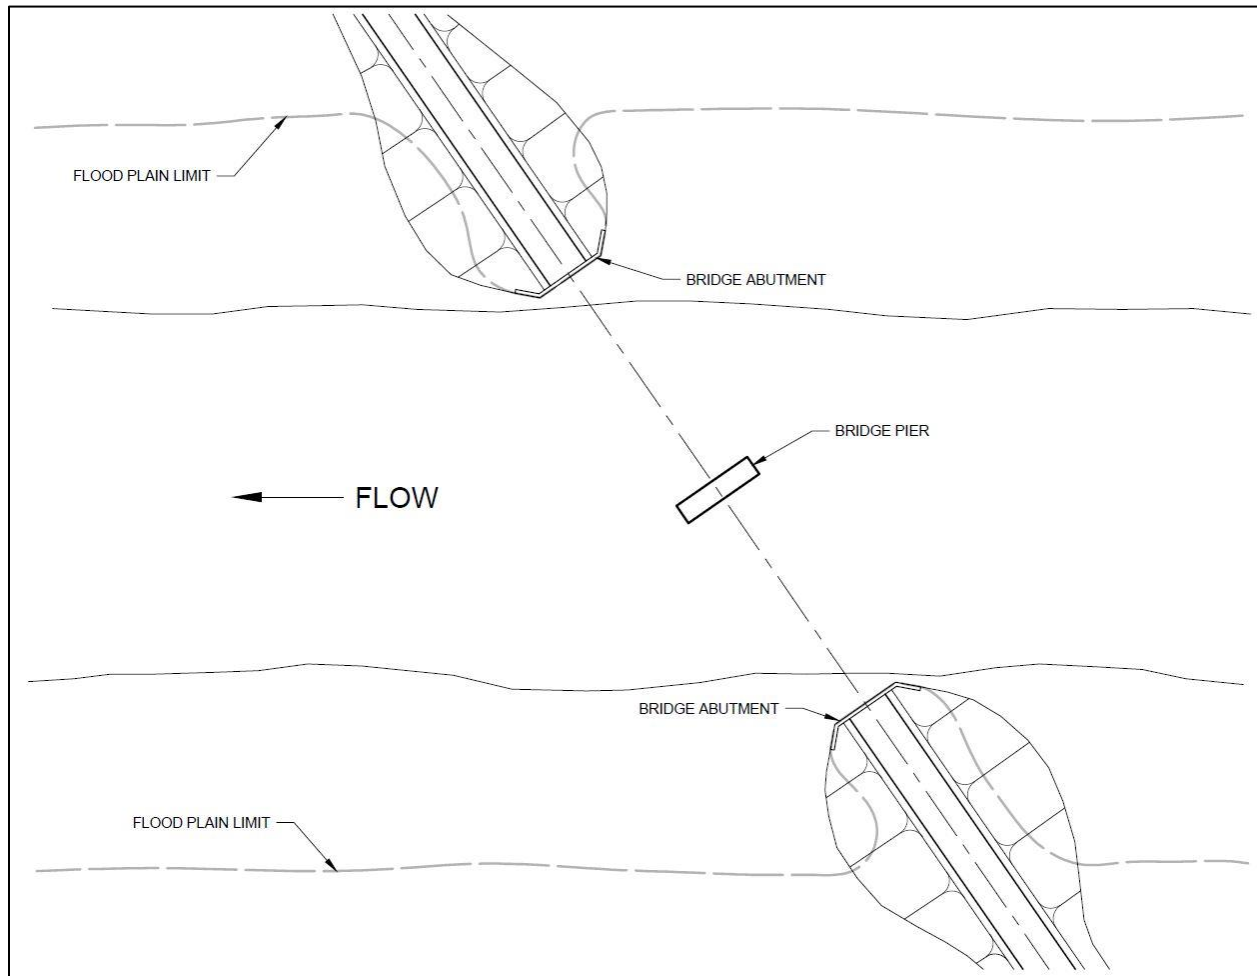 FLOOD PLAIN LIMIT
BRIDGE ABUTMENT
BRIDGE PIER
FLOW
BRIDGE ABUTMENT
FLOOD PLAIN LIMIT